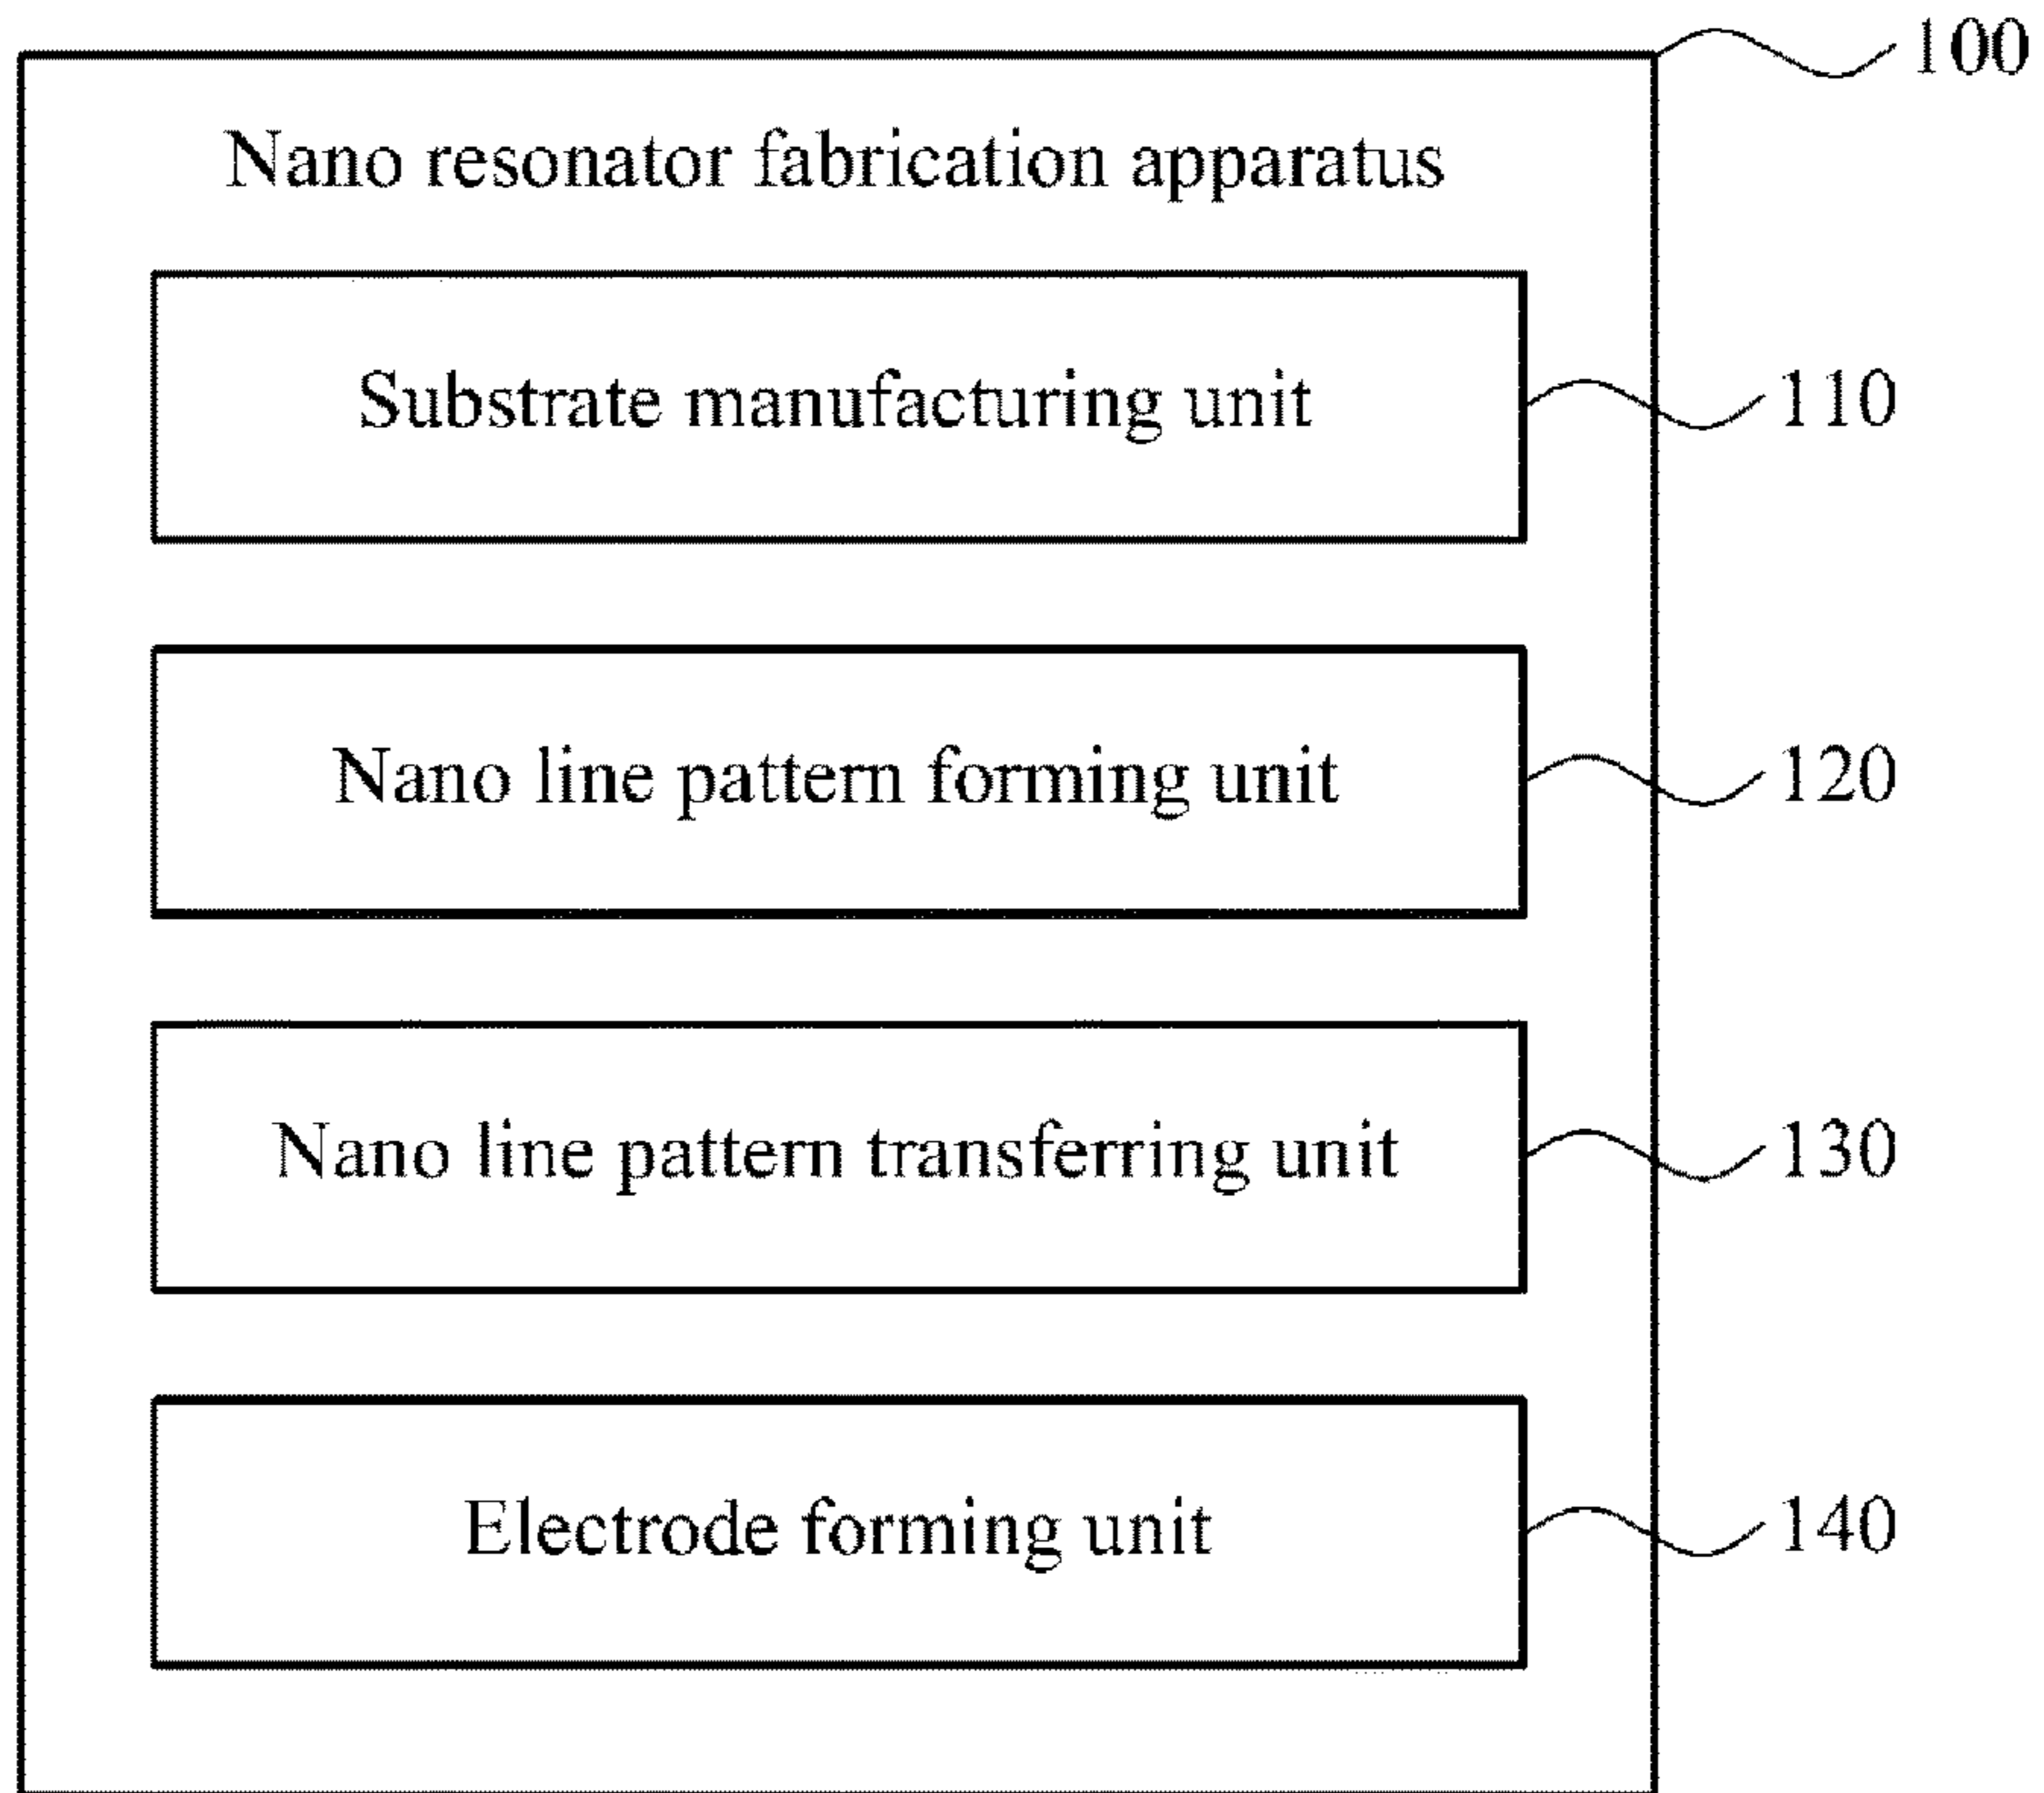 100
Nano resonator fabrication apparatus
Substrate manufacturing unit
110
Nano line pattern forming unit
120
Nano line pattern transferring unit
130
Electrode forming unit
140